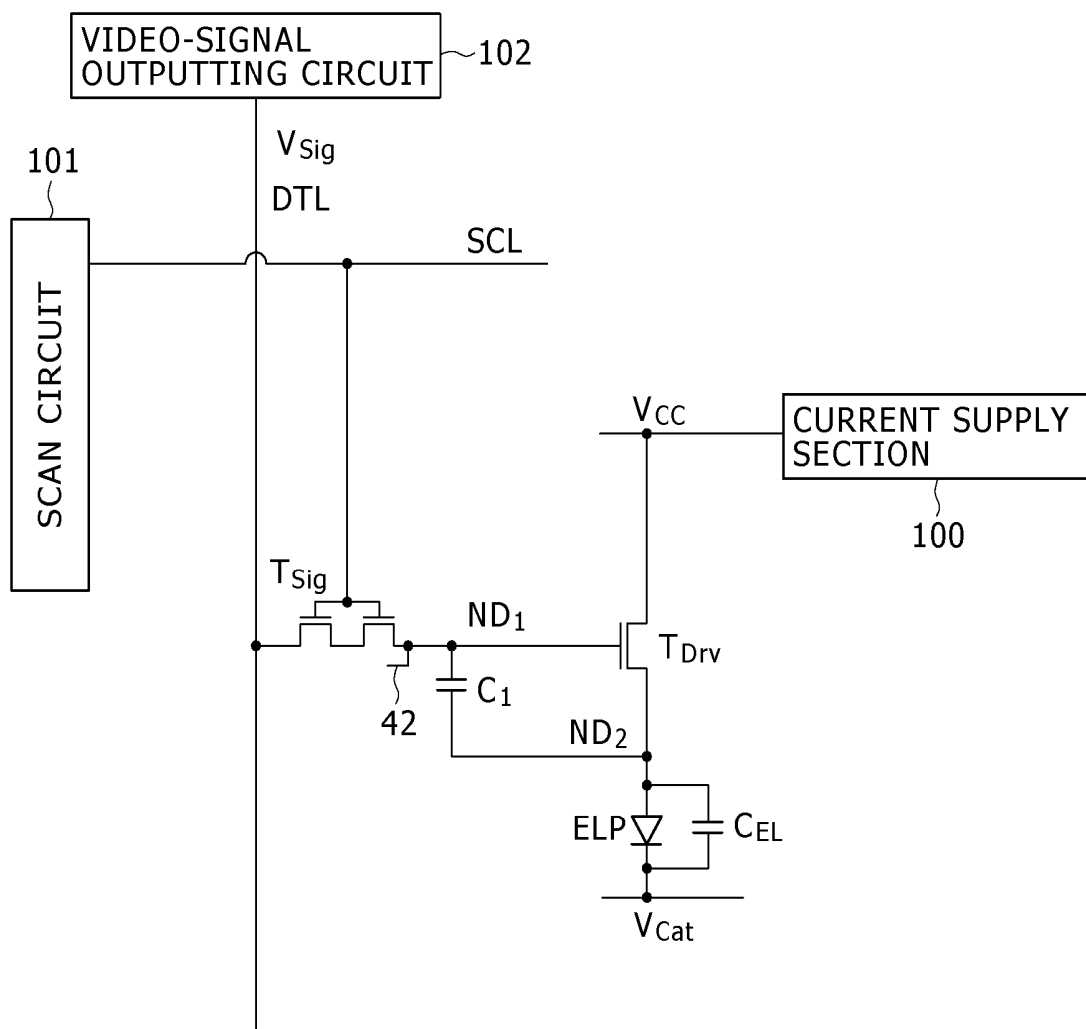 VIDEO-SIGNAL
OUTPUTTING CIRCUIT
102
VSig
101
DTL
SCL
SCAN CIRCUIT
VCC
CURRENT SUPPLY
SECTION
100
TSig
ND1
TDrv
42
C1
ND2
ELP
CEL
VCat